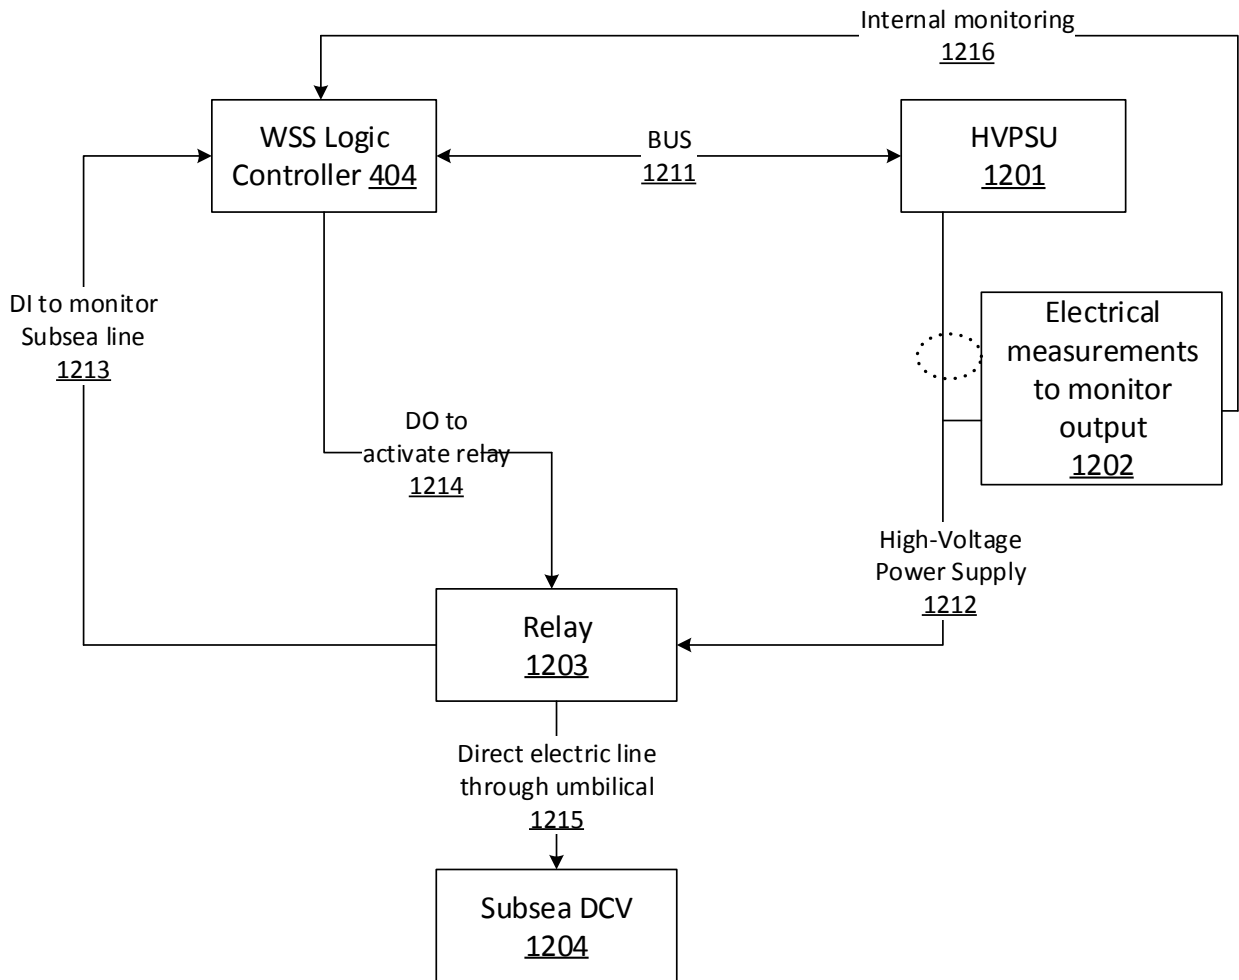 Internal monitoring
1216
WSS Logic
Controller 404
BUS
1211
HVPSU
1201
DI to monitor
Subsea line
1213
Electrical
measurements
to monitor
output
1202
DO to
activate relay
1214
High-Voltage
Power Supply
1212
Relay
1203
Direct electric line
through umbilical
1215
Subsea DCV
1204